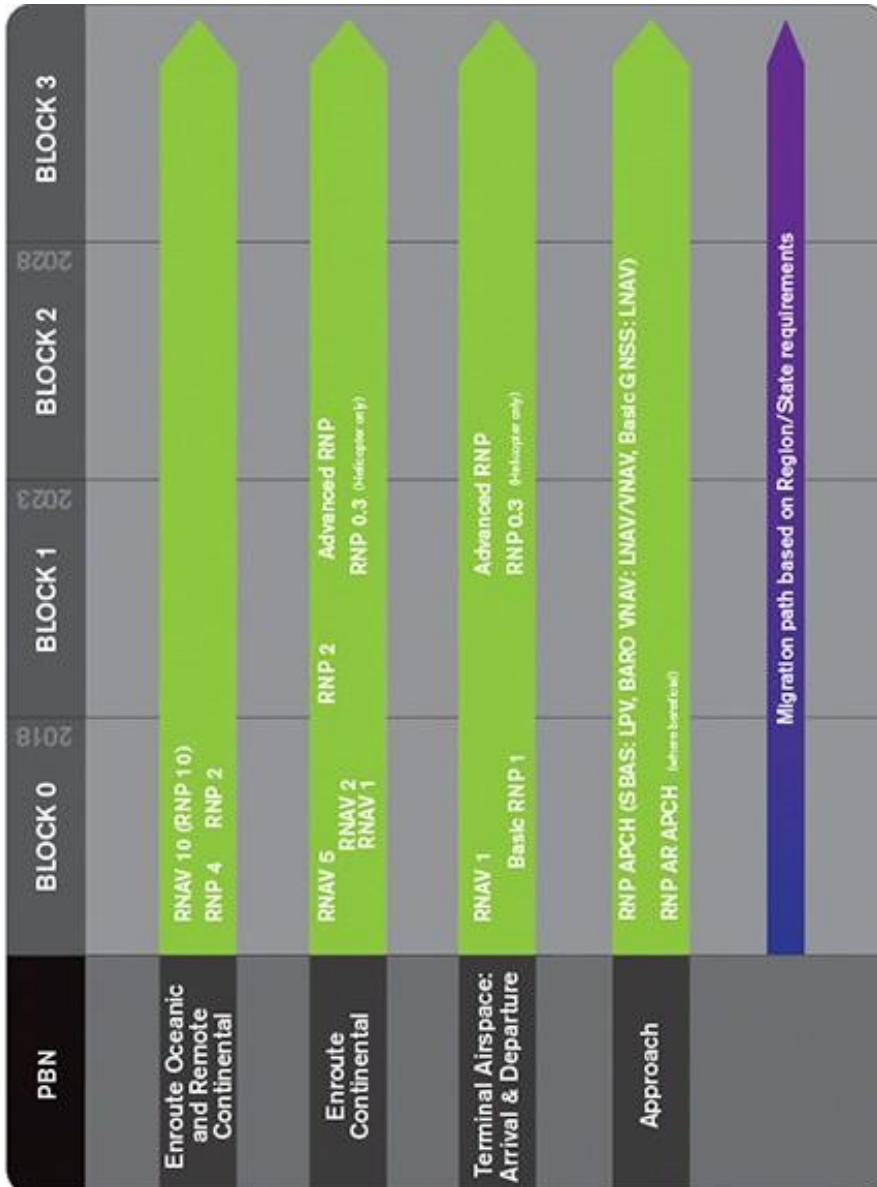 PBN
BLOCK 0
2018
BLOCK 1
2023
BLOCK 2
2028
BLOCK 3
Enroute Oceanic
and Remote
Continental
RNAV 10 (RNP 10)
RNP 4 RNP 2
Enroute
Continental
RNAV 5
RNAV 2
RNAV 1
RNP 2
Advanced RNP
RNP 0.3 (Helicopter only)
Terminal Airspace:
Arrival & Departure
RNAV 1
Basic RNP 1
Advanced RNP
RNP 0.3 (Helicopter only)
Approach
RNP APCH (SBAS: LPV, BARO VNAV: LNAV/VNAV, Basic GNSS: LNAV)
RNP AR APCH (where beneficial)
Migration path based on Region/State requirements